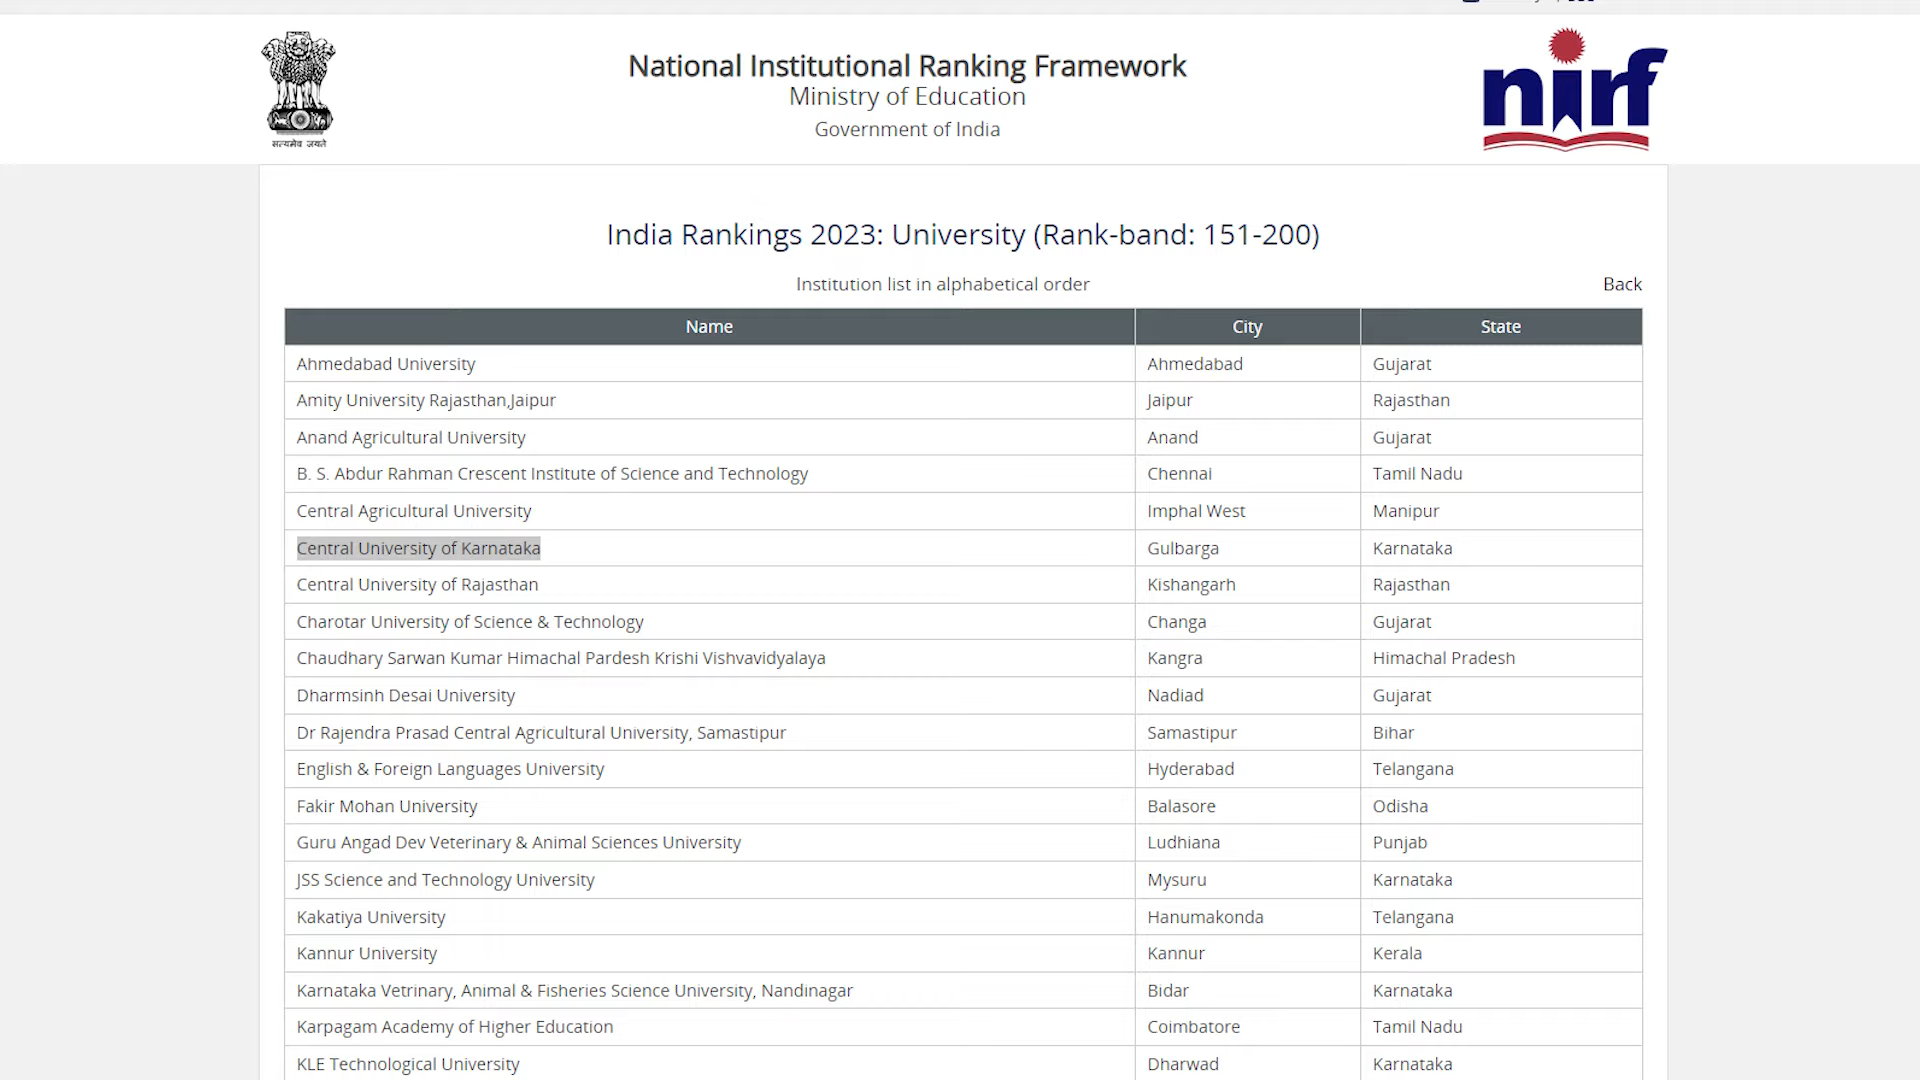 सत्यमेव जयते
National Institutional Ranking Framework
Ministry of Education
Government of India
nirf
India Rankings 2023: University (Rank-band: 151-200)
Institution list in alphabetical order Back
Name City State
Ahmedabad University Ahmedabad Gujarat
Amity University Rajasthan,Jaipur Jaipur Rajasthan
Anand Agricultural University Anand Gujarat
B. S. Abdur Rahman Crescent Institute of Science and Technology Chennai Tamil Nadu
Central Agricultural University Imphal West Manipur
Central University of Karnataka Gulbarga Karnataka
Central University of Rajasthan Kishangarh Rajasthan
Charotar University of Science & Technology Changa Gujarat
Chaudhary Sarwan Kumar Himachal Pardesh Krishi Vishvavidyalaya Kangra Himachal Pradesh
Dharmsinh Desai University Nadiad Gujarat
Dr Rajendra Prasad Central Agricultural University, Samastipur Samastipur Bihar
English & Foreign Languages University Hyderabad Telangana
Fakir Mohan University Balasore Odisha
Guru Angad Dev Veterinary & Animal Sciences University Ludhiana Punjab
JSS Science and Technology University Mysuru Karnataka
Kakatiya University Hanumakonda Telangana
Kannur University Kannur Kerala
Karnataka Vetrinary, Animal & Fisheries Science University, Nandinagar Bidar Karnataka
Karpagam Academy of Higher Education Coimbatore Tamil Nadu
KLE Technological University Dharwad Karnataka